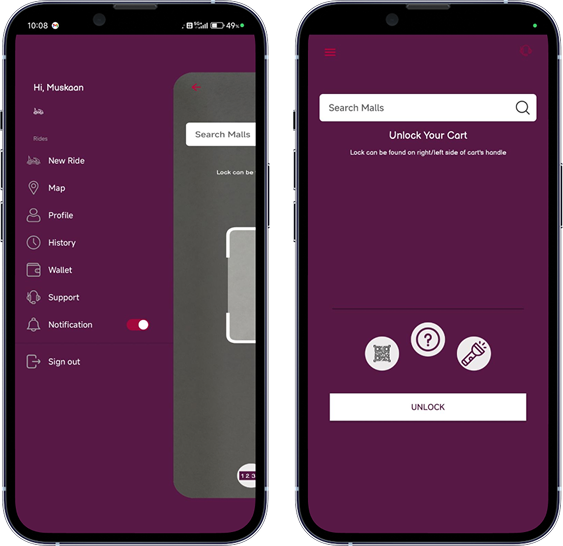 10:08
49%
Hi, Muskaan
Rides
New Ride
Map
Profile
History
Wallet
Support
Notification
Sign out
Search Malls
Lock can be
1 2 3
Search Malls
Unlock Your Cart
Lock can be found on right/left side of cart's handle
?
UNLOCK